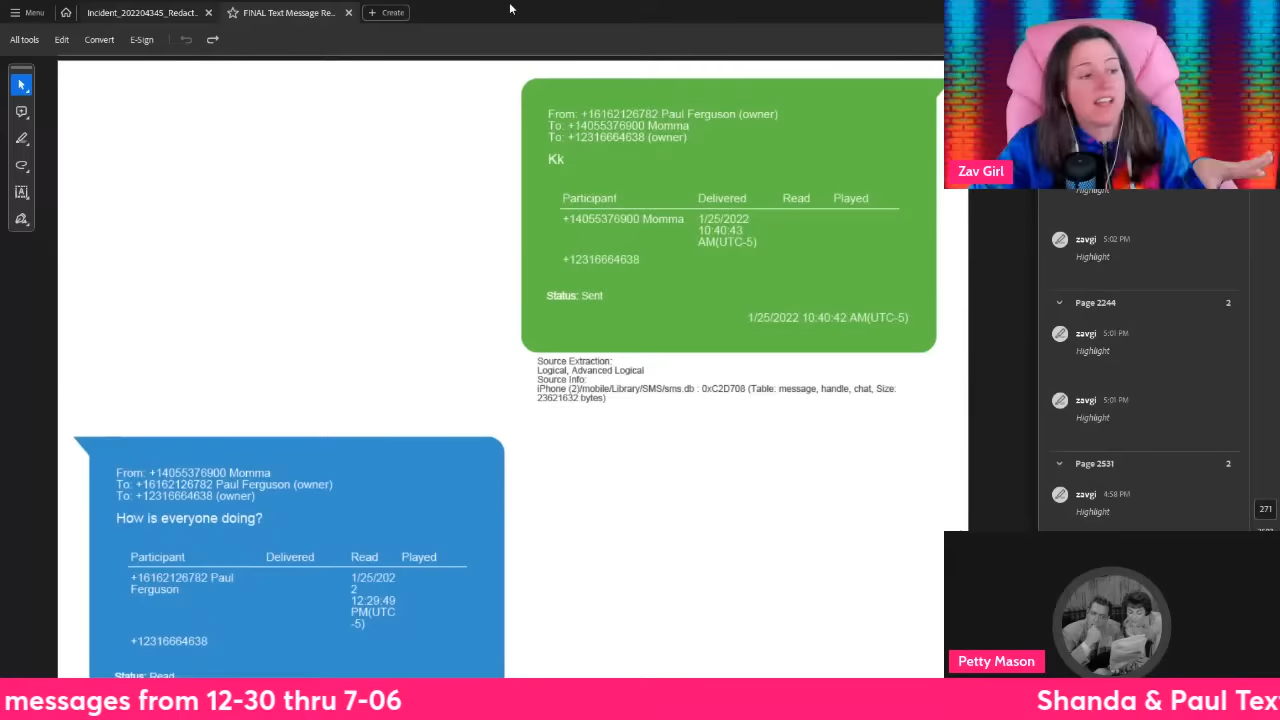 Menu
Incident_202204345_Redact..
FINAL Text Message Re...
Create
All tools
Edit
Convert
E-Sign
From: +16162126782 Paul Ferguson (owner)
To: +14055376900 Momma
To: +12316664638 (owner)
Kk
Participant Delivered Read Played
+14055376900 Momma 1/25/2022
10:40:43
AM(UTC-5)
+12316664638
Status: Sent
1/25/2022 10:40:42 AM(UTC-5)
Source Extraction:
Logical, Advanced Logical
Source Info:
iPhone (2)/mobile/Library/SMS/sms.db : 0xC2D708 (Table: message, handle, chat, Size:
23621632 bytes)
From: +14055376900 Momma
To: +16162126782 Paul Ferguson (owner)
To: +12316664638 (owner)
How is everyone doing?
Participant Delivered Read Played
+16162126782 Paul 1/25/202
Ferguson 2
12:29:49
PM(UTC
-5)
+12316664638
Status: Read
Zav Girl
Highlight
zavgi 5:02 PM
Highlight
Page 2244 2
zavgi 5:01 PM
Highlight
zavgi 5:01 PM
Highlight
Page 2531 2
zavgi 4:58 PM
Highlight
271
Petty Mason
messages from 12-30 thru 7-06
Shanda & Paul Tex